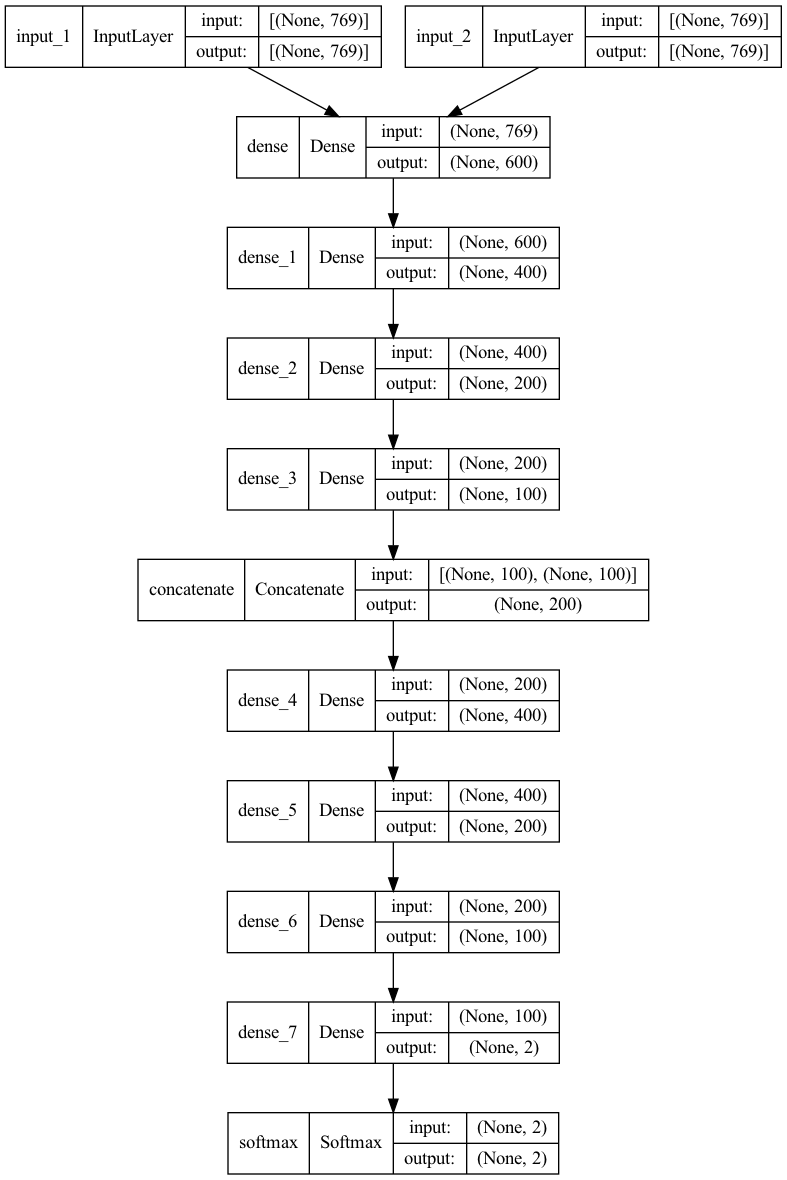 input_1 InputLayer input: [(None, 769)]
output: [(None, 769)]
input_2 InputLayer input: [(None, 769)]
output: [(None, 769)]
dense Dense input: (None, 769)
output: (None, 600)
dense_1 Dense input: (None, 600)
output: (None, 400)
dense_2 Dense input: (None, 400)
output: (None, 200)
dense_3 Dense input: (None, 200)
output: (None, 100)
concatenate Concatenate input: [(None, 100), (None, 100)]
output: (None, 200)
dense_4 Dense input: (None, 200)
output: (None, 400)
dense_5 Dense input: (None, 400)
output: (None, 200)
dense_6 Dense input: (None, 200)
output: (None, 100)
dense_7 Dense input: (None, 100)
output: (None, 2)
softmax Softmax input: (None, 2)
output: (None, 2)